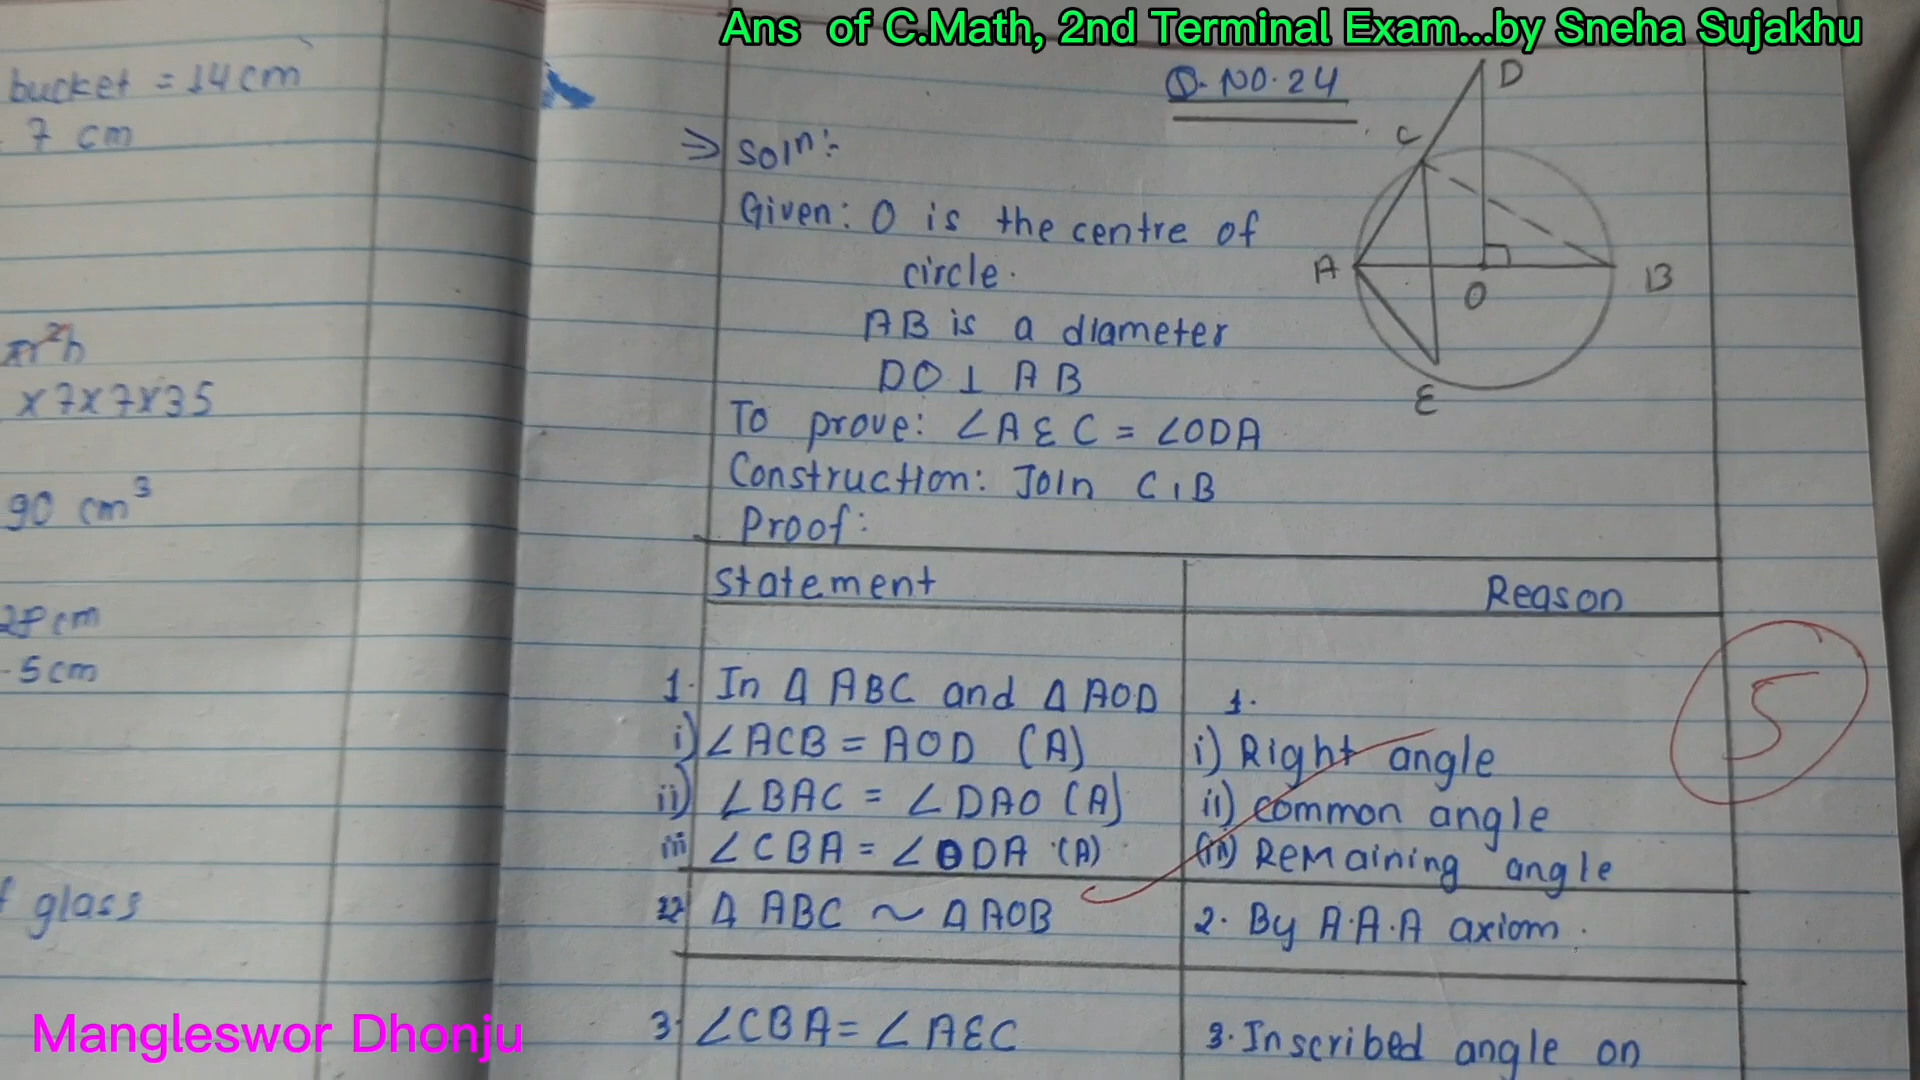 Ans of C.Math, 2nd Terminal Exam...by Sneha Sujakhu
bucket = 14 cm
7 cm
πr²h
x 7x7x35
90 cm³
28 cm
.5 cm
f glass
Q. NO. 24
D
C
A
O
B
E
⇒ Solⁿ:-
Given: O is the centre of
circle.
AB is a diameter
DO ⊥ AB
To prove: ∠AEC = ∠ODA
Construction: Join C, B
Proof:
Statement Reason
1. In Δ ABC and Δ AOD 1.
i) ∠ACB = AOD (A) i) Right angle
ii) ∠BAC = ∠DAO (A) ii) common angle
iii ∠CBA = ∠ODA (A) (iii) Remaining angle
2. Δ ABC ~ Δ AOB 2. By A.A.A axiom.
3. ∠CBA = ∠AEC 3. Inscribed angle on
5
Mangleswor Dhonju